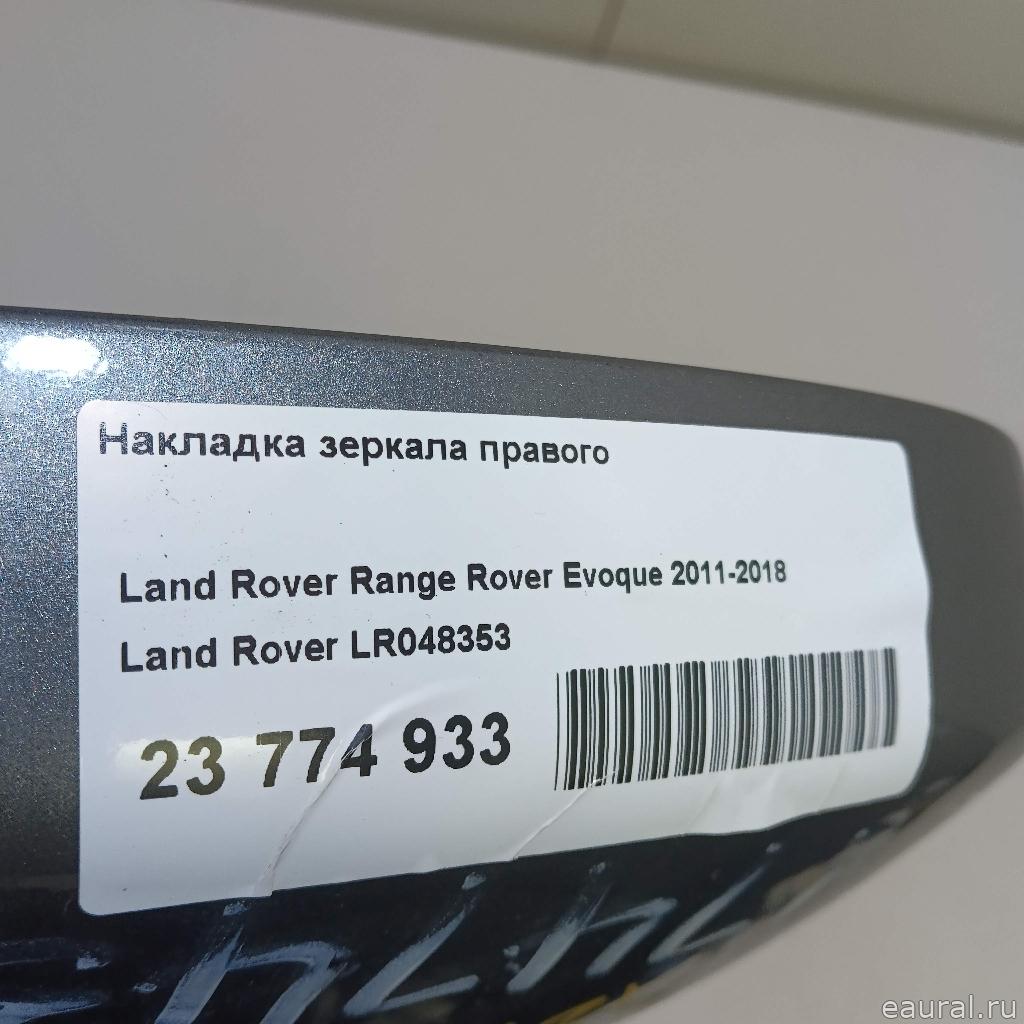 Накладка зеркала правого
Land Rover Range Rover Evoque 2011-2018
Land Rover LR048353
23 774 933
eaural.ru